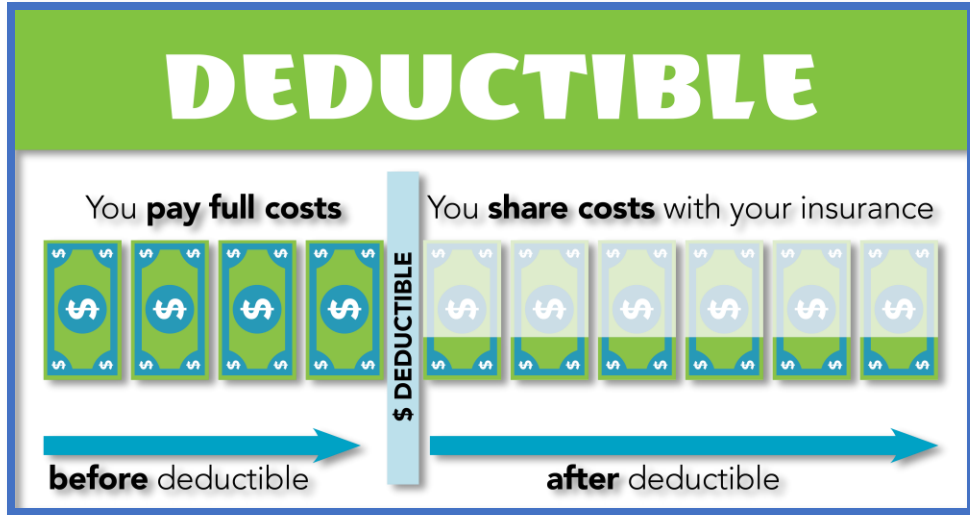 DEDUCTIBLE
You pay full costs
You share costs with your insurance
$ DEDUCTIBLE
before deductible
after deductible